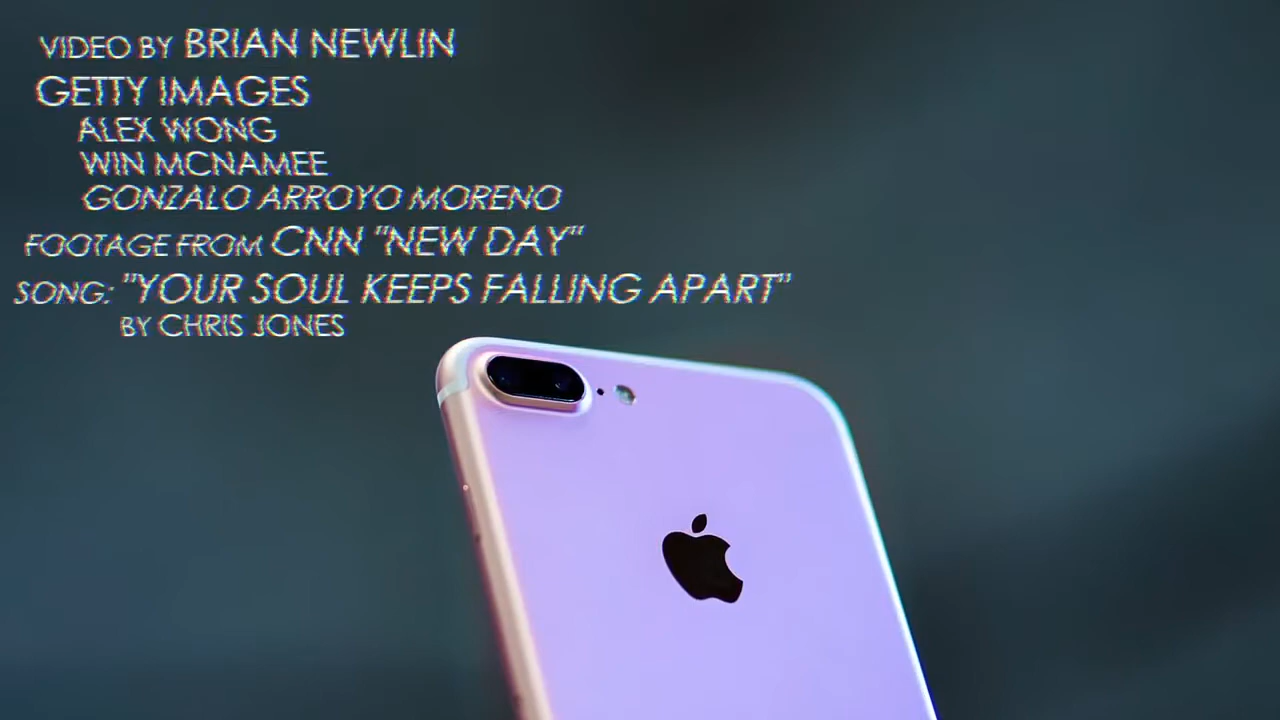 VIDEO BY BRIAN NEWLIN
GETTY IMAGES
ALEX WONG
WIN MCNAMEE
GONZALO ARROYO MORENO
FOOTAGE FROM CNN "NEW DAY"
SONG: "YOUR SOUL KEEPS FALLING APART"
BY CHRIS JONES